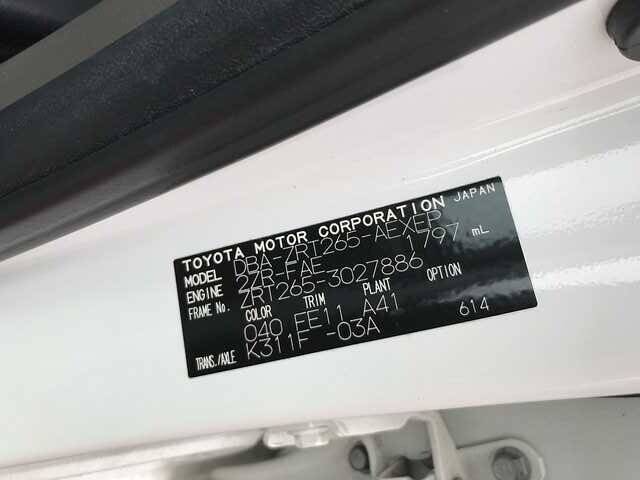 TOYOTA MOTOR CORPORATION JAPAN
MODEL DBA-ZRT265-AEXEP
ENGINE 2ZR-FAE 1797 mL
FRAME No. ZRT265-3027886
COLOR TRIM PLANT OPTION
040 FE11 A41
TRANS./AXLE K311F -03A 614